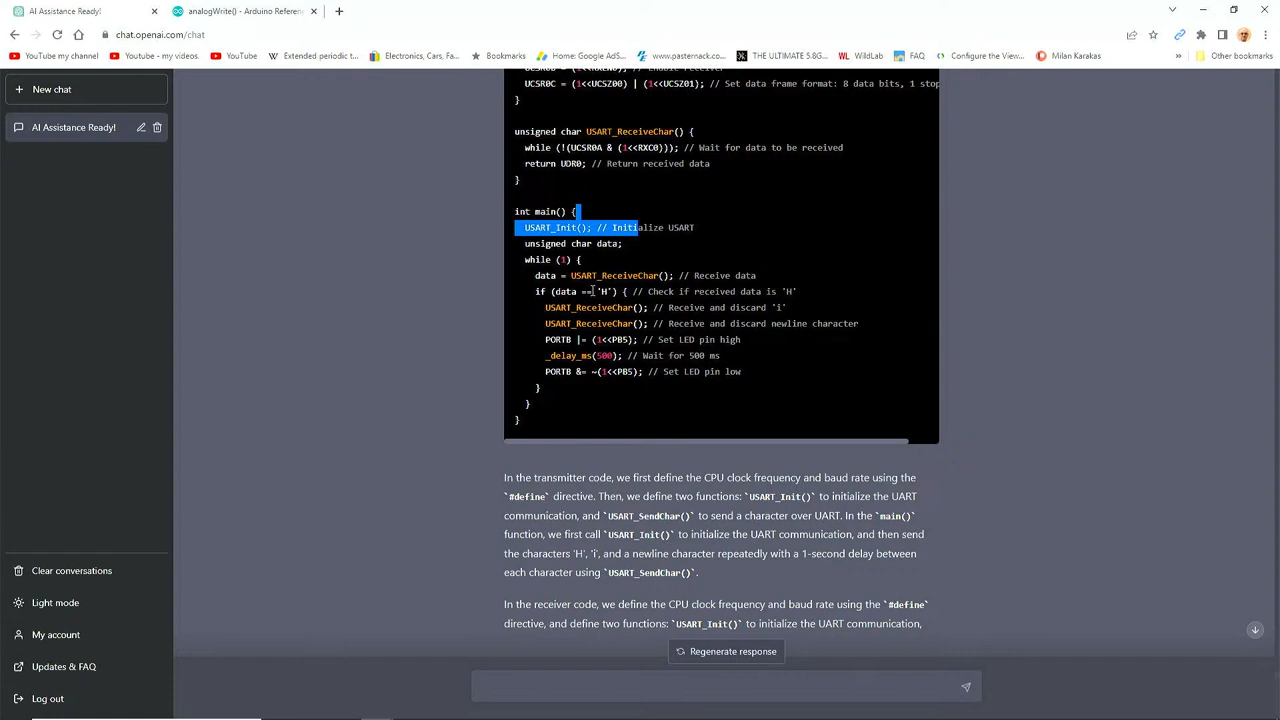 AI Assistance Ready!
analogWrite() - Arduino Referenc
chat.openai.com/chat
YouTube my channel
Youtube - my videos.
YouTube
Extended periodic t...
Electronics, Cars, Fa...
Bookmarks
Home: Google AdS...
www.pasternack.co...
THE ULTIMATE 5.8G...
WL WildLab
FAQ
Configure the View...
Milan Karakas
»
Other bookmarks
+ New chat
AI Assistance Ready!
UCSR0C = (1<<UCSZ00) | (1<<UCSZ01); // Set data frame format: 8 data bits, 1 stop
}
unsigned char USART_ReceiveChar() {
while (!(UCSR0A & (1<<RXC0))); // Wait for data to be received
return UDR0; // Return received data
}
int main() {
USART_Init(); // Initialize USART
unsigned char data;
while (1) {
data = USART_ReceiveChar(); // Receive data
if (data == 'H') { // Check if received data is 'H'
USART_ReceiveChar(); // Receive and discard 'i'
USART_ReceiveChar(); // Receive and discard newline character
PORTB |= (1<<PB5); // Set LED pin high
_delay_ms(500); // Wait for 500 ms
PORTB &= ~(1<<PB5); // Set LED pin low
}
}
}
In the transmitter code, we first define the CPU clock frequency and baud rate using the
`#define` directive. Then, we define two functions: `USART_Init()` to initialize the UART
communication, and `USART_SendChar()` to send a character over UART. In the `main()`
function, we first call `USART_Init()` to initialize the UART communication, and then send
the characters 'H', 'i', and a newline character repeatedly with a 1-second delay between
each character using `USART_SendChar()`.
In the receiver code, we define the CPU clock frequency and baud rate using the `#define`
directive, and define two functions: `USART_Init()` to initialize the UART communication,
Regenerate response
Clear conversations
Light mode
My account
Updates & FAQ
Log out